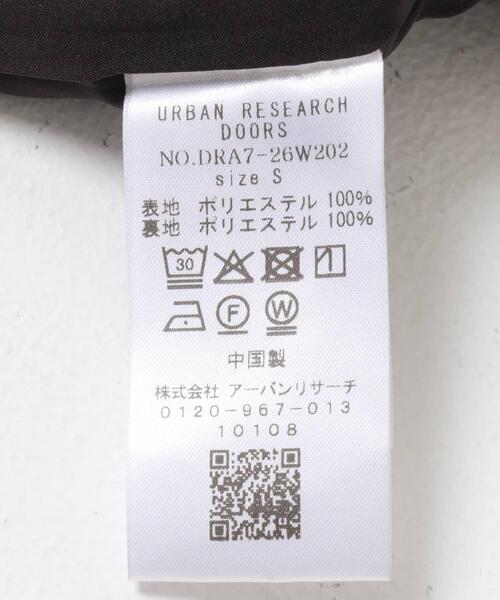 URBAN RESEARCH
DOORS
NO.DRA7-26W202
size S
表地 ポリエステル 100%
裏地 ポリエステル 100%
30
F W
中国製
株式会社 アーバンリサーチ
0120-967-013
10108